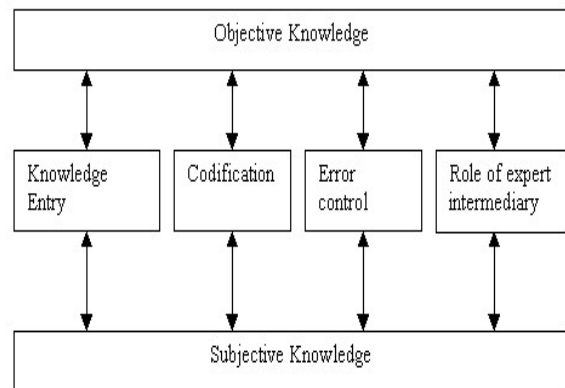 Objective Knowledge
Knowledge
Entry
Codification
Error
control
Role of expert
intermediary
Subjective Knowledge